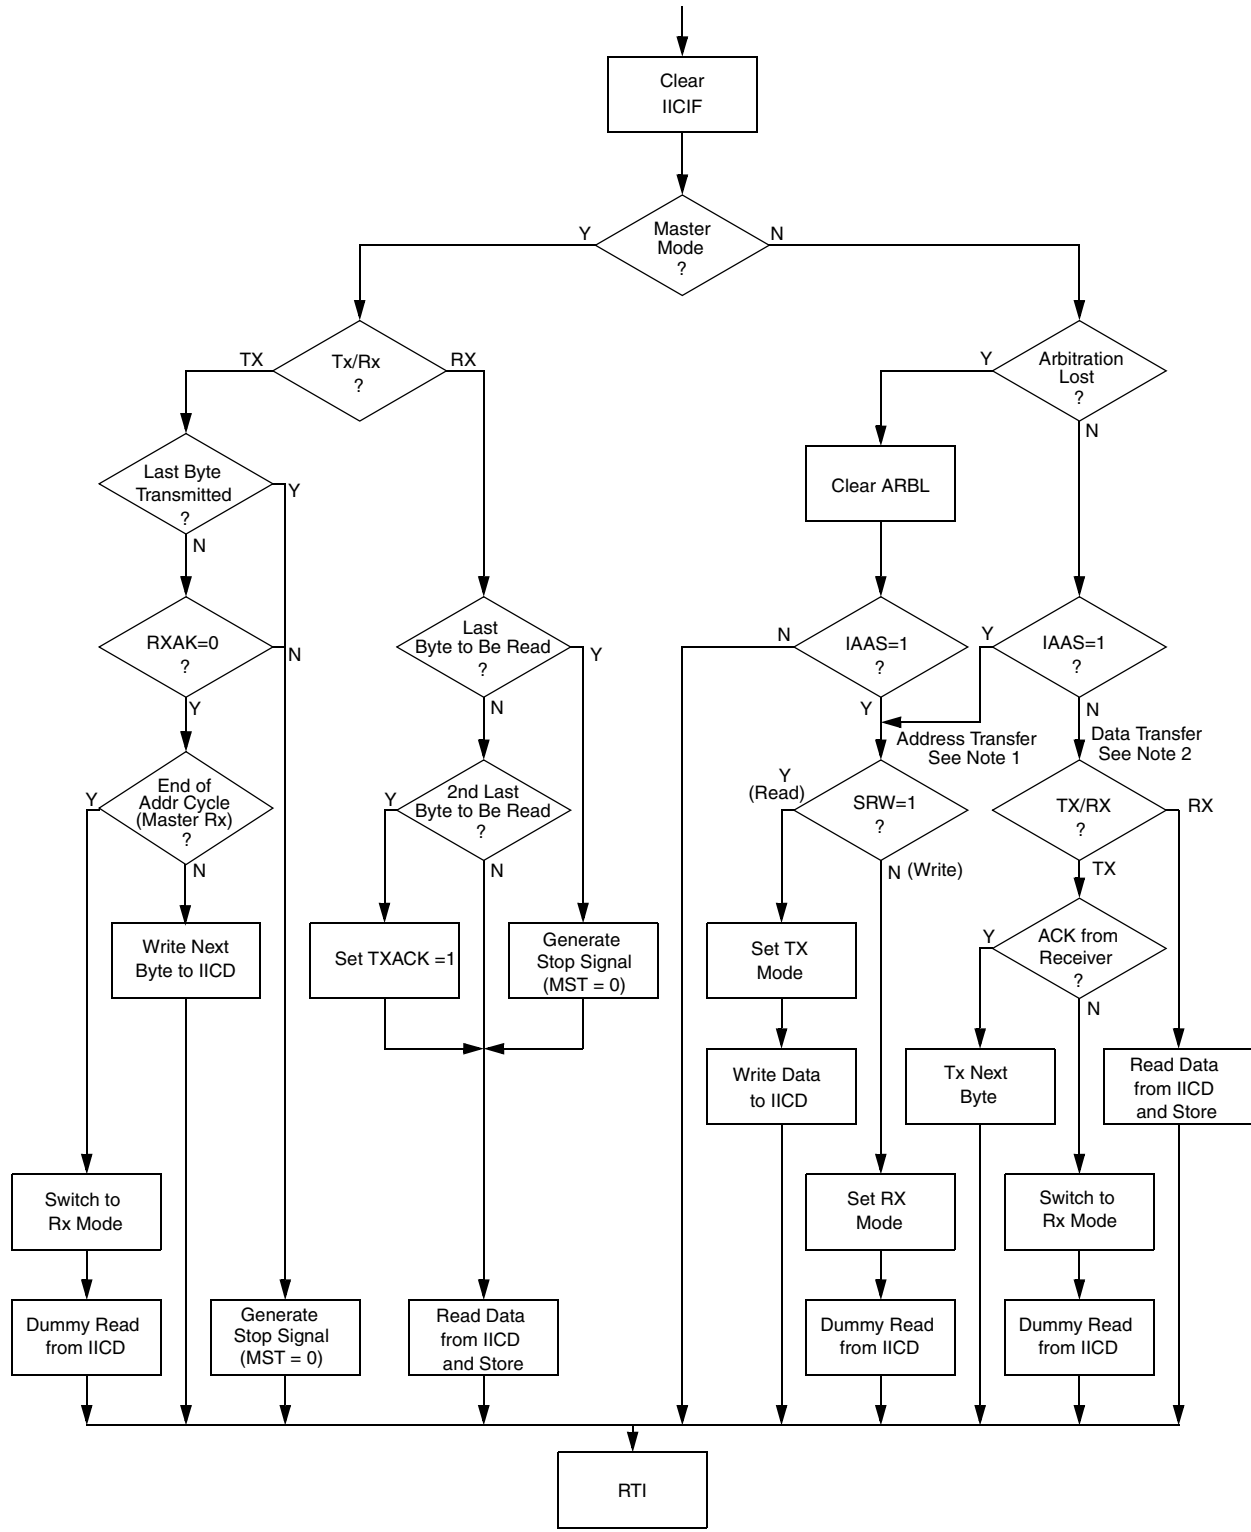 Clear
IICIF
Master
Mode
?
Y
N
Tx/Rx
?
TX
RX
Arbitration
Lost
?
Y
N
Last Byte
Transmitted
?
Y
N
Clear ARBL
RXAK=0
?
N
Y
Last
Byte to Be Read
?
Y
N
IAAS=1
?
N
Y
IAAS=1
?
Y
N
Address Transfer
See Note 1
Data Transfer
See Note 2
End of
Addr Cycle
(Master Rx)
?
Y
N
2nd Last
Byte to Be Read
?
Y
N
SRW=1
?
Y
(Read)
N (Write)
TX/RX
?
RX
TX
Write Next
Byte to IICD
Set TXACK =1
Generate
Stop Signal
(MST = 0)
Set TX
Mode
ACK from
Receiver
?
Y
N
Write Data
to IICD
Tx Next
Byte
Read Data
from IICD
and Store
Switch to
Rx Mode
Set RX
Mode
Switch to
Rx Mode
Dummy Read
from IICD
Generate
Stop Signal
(MST = 0)
Read Data
from IICD
and Store
Dummy Read
from IICD
Dummy Read
from IICD
RTI